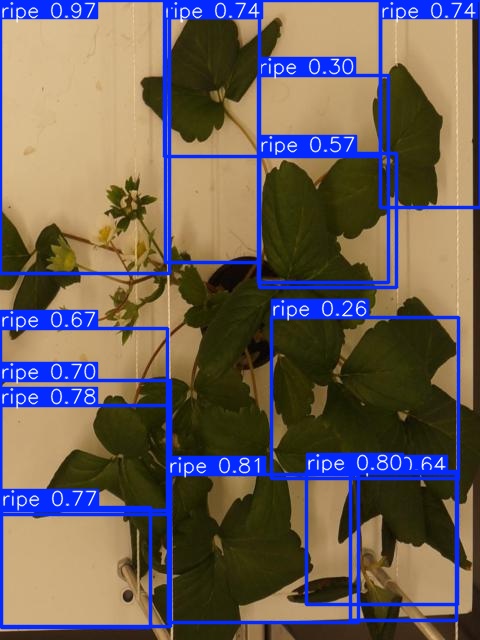 ripe 0.97
ripe 0.74
ripe 0.74
ripe 0.30
ripe 0.57
ripe 0.26
ripe 0.67
ripe 0.70
ripe 0.78
ripe 0.81
ripe 0.80
0.64
ripe 0.77